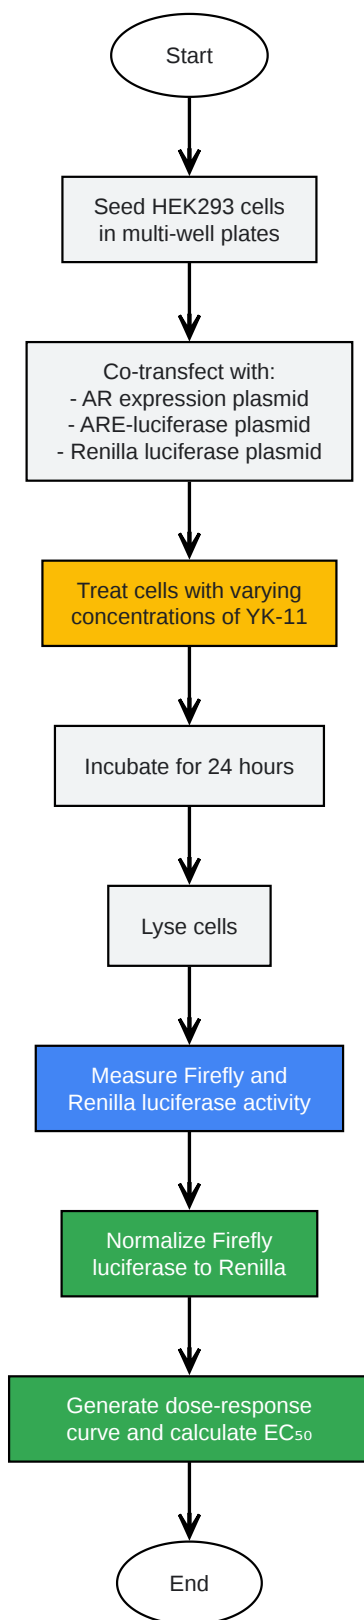 Start
Seed HEK293 cells
in multi-well plates
Co-transfect with:
- AR expression plasmid
- ARE-luciferase plasmid
- Renilla luciferase plasmid
Treat cells with varying
concentrations of YK-11
Incubate for 24 hours
Lyse cells
Measure Firefly and
Renilla luciferase activity
Normalize Firefly
luciferase to Renilla
Generate dose-response
curve and calculate EC₅₀
End